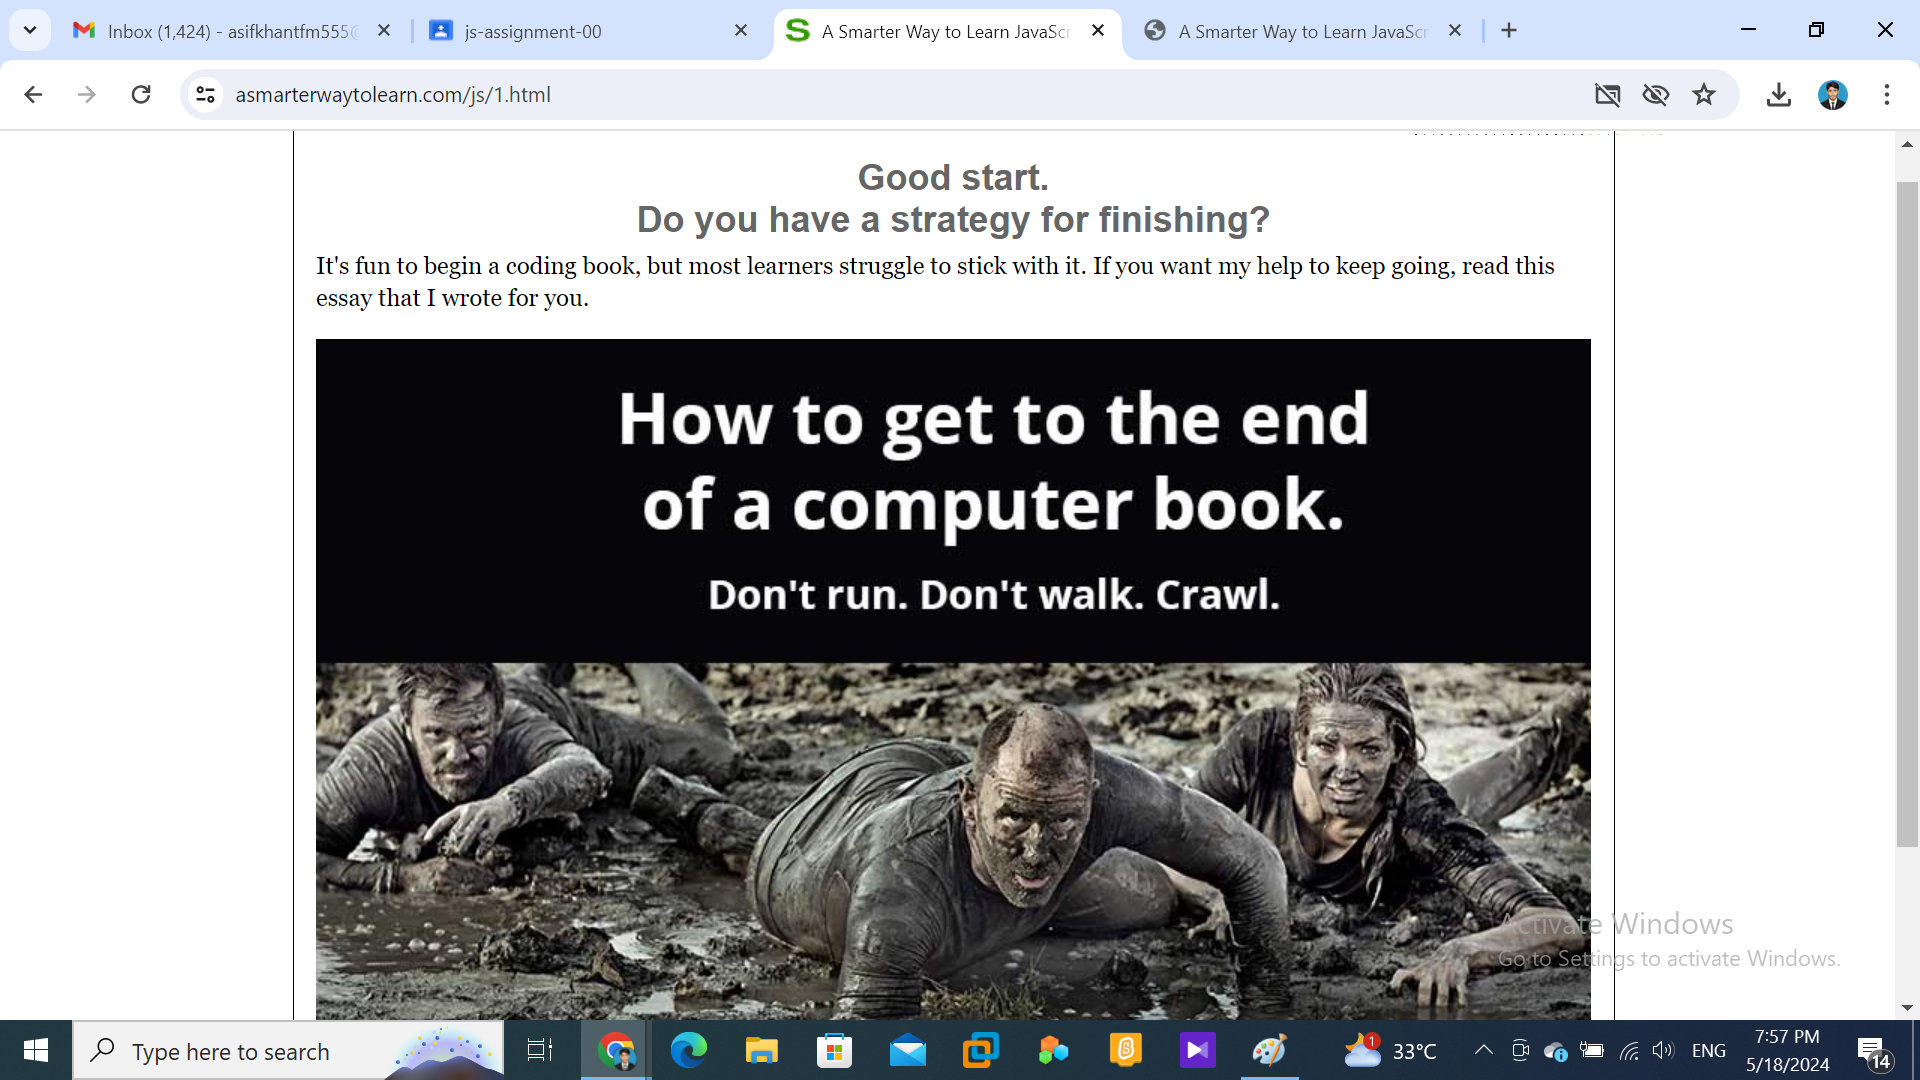 Inbox (1,424) - asifkhantfm555@
js-assignment-00
A Smarter Way to Learn JavaScr
A Smarter Way to Learn JavaScr
asmarterwaytolearn.com/js/1.html
Good start.
Do you have a strategy for finishing?
It's fun to begin a coding book, but most learners struggle to stick with it. If you want my help to keep going, read this
essay that I wrote for you.
How to get to the end
of a computer book.
Don't run. Don't walk. Crawl.
Activate Windows
Go to Settings to activate Windows.
Type here to search
1
33°C
ENG
7:57 PM
5/18/2024
14